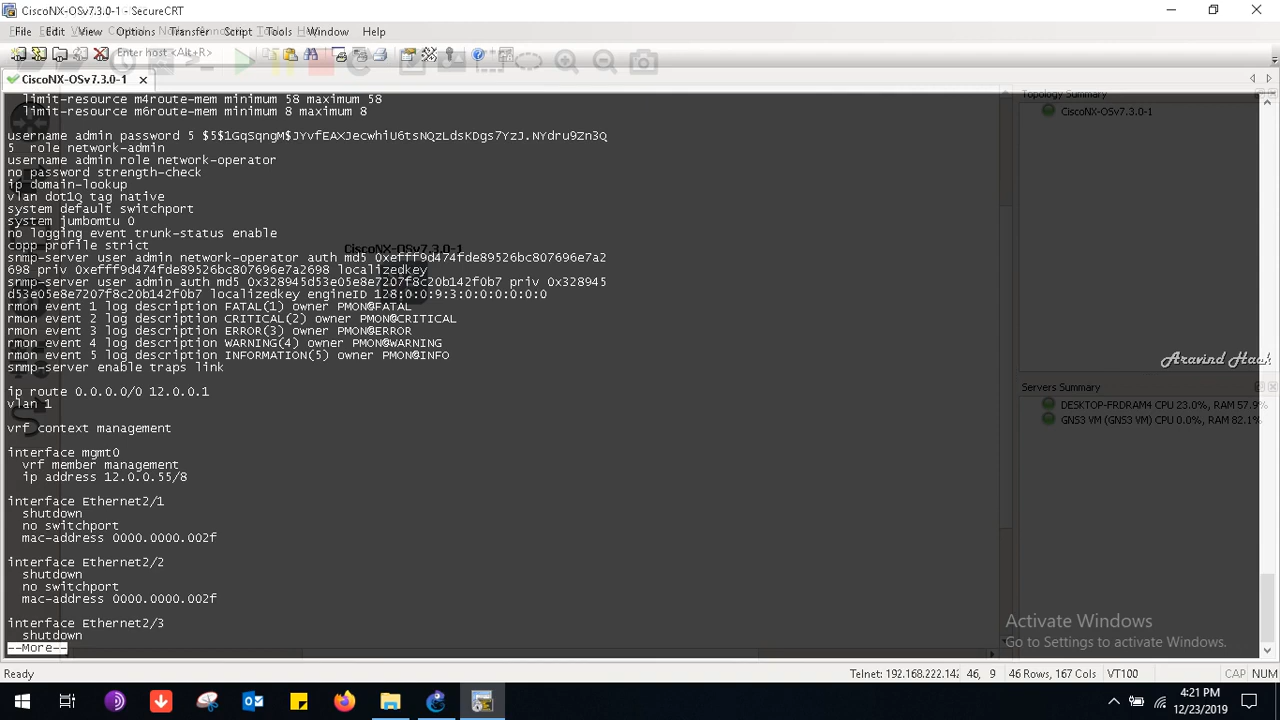 CiscoNX-OSv7.3.0-1 - SecureCRT
File Edit View Options Transfer Script Tools Window Help
Enter host <Alt+R>
CiscoNX-OSv7.3.0-1
limit-resource m4route-mem minimum 58 maximum 58
limit-resource m6route-mem minimum 8 maximum 8
username admin password 5 $5$1GqSqngM$JYvfEAXJecwhiU6tsNQzLdsKDgs7YzJ.NYdru9Zn3Q
5  role network-admin
username admin role network-operator
no password strength-check
ip domain-lookup
vlan dot1Q tag native
system default switchport
system jumbomtu 0
no logging event trunk-status enable
copp profile strict
CiscoNX-OSv7.3.0-1
snmp-server user admin network-operator auth md5 0xefff9d474fde89526bc807696e7a2
698 priv 0xefff9d474fde89526bc807696e7a2698 localizedkey
snmp-server user admin auth md5 0x328945d53e05e8e7207f8c20b142f0b7 priv 0x328945
d53e05e8e7207f8c20b142f0b7 localizedkey engineID 128:0:0:9:3:0:0:0:0:0:0
rmon event 1 log description FATAL(1) owner PMON@FATAL
rmon event 2 log description CRITICAL(2) owner PMON@CRITICAL
rmon event 3 log description ERROR(3) owner PMON@ERROR
rmon event 4 log description WARNING(4) owner PMON@WARNING
rmon event 5 log description INFORMATION(5) owner PMON@INFO
snmp-server enable traps link
ip route 0.0.0.0/0 12.0.0.1
vlan 1
vrf context management
interface mgmt0
vrf member management
ip address 12.0.0.55/8
interface Ethernet2/1
shutdown
no switchport
mac-address 0000.0000.002f
interface Ethernet2/2
shutdown
no switchport
mac-address 0000.0000.002f
interface Ethernet2/3
shutdown
--More--
Topology Summary
CiscoNX-OSv7.3.0-1
Aravind Haak
Servers Summary
DESKTOP-FRDRAM4 CPU 23.0%, RAM 57.9%
GNS3 VM (GNS3 VM) CPU 0.0%, RAM 82.1%
Activate Windows
Go to Settings to activate Windows.
Ready
Telnet: 192.168.222.142
46, 9
46 Rows, 167 Cols
VT100
CAP NUM
4:21 PM
12/23/2019